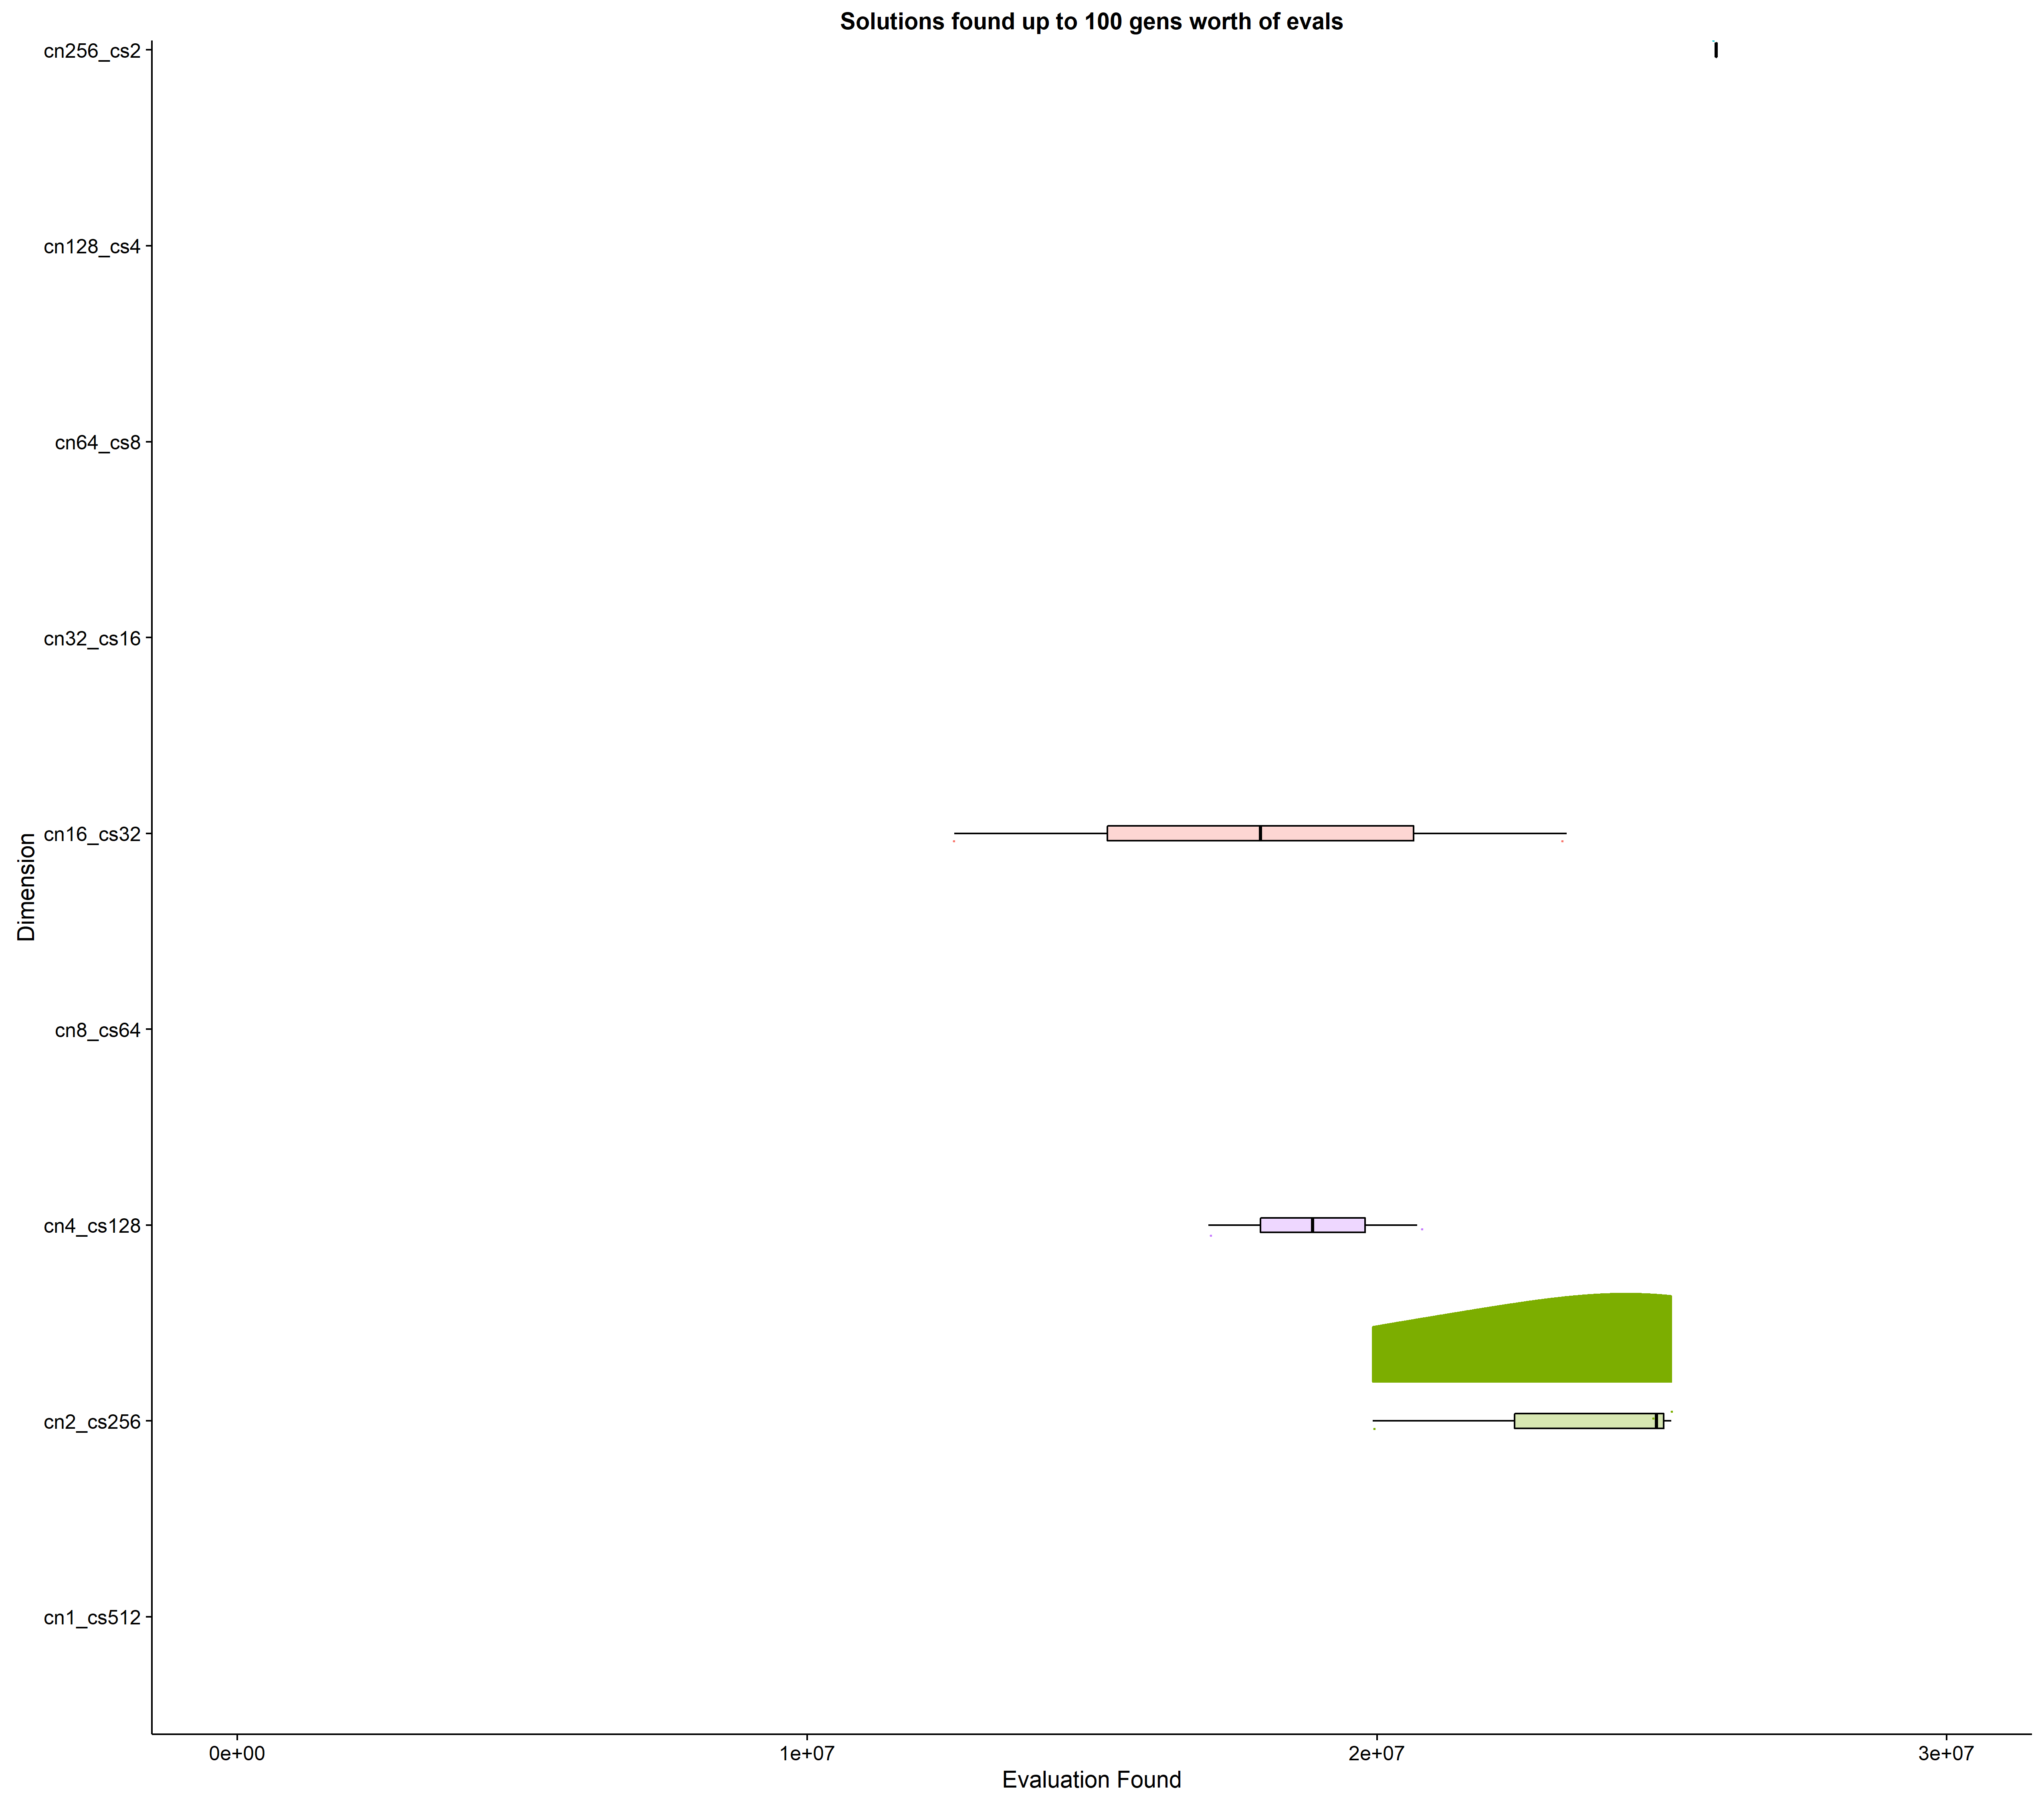 Solutions found up to 100 gens worth of evals
cn256_cs2
cn128_cs4
cn64_cs8
cn32_cs16
cn16_cs32
cn8_cs64
cn4_cs128
cn2_cs256
cn1_cs512
Dimension
0e+00 1e+07 2e+07 3e+07
Evaluation Found